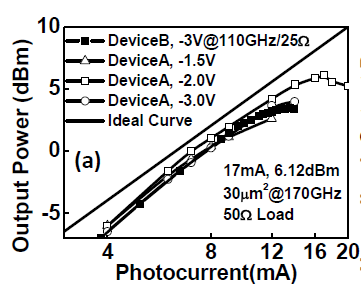 10
5
0
-5
Output Power (dBm)
DeviceB, -3V@110GHz/25Ω
DeviceA, -1.5V
DeviceA, -2.0V
DeviceA, -3.0V
Ideal Curve
(a)
17mA, 6.12dBm
30μm²@170GHz
50Ω Load
4 8 12 16 20
Photocurrent(mA)